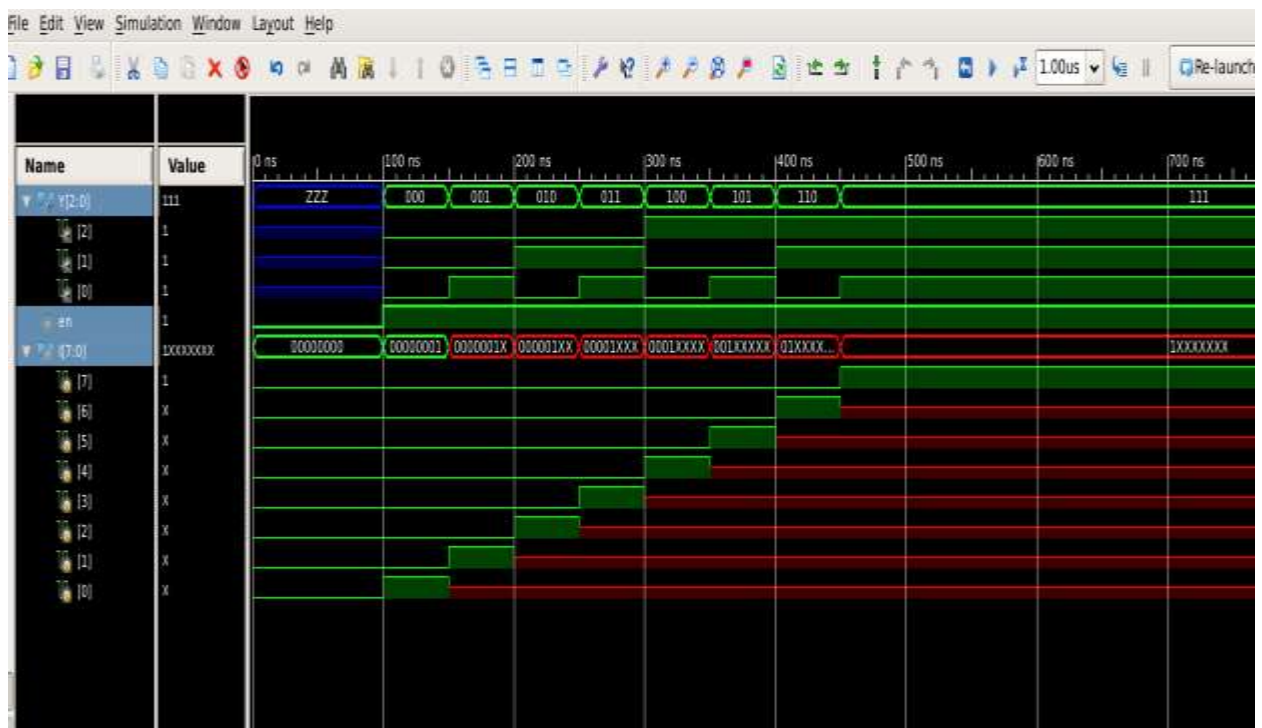 File Edit View Simulation Window Layout Help
1.00us Re-launch
Name Value 0 ns 100 ns 200 ns 300 ns 400 ns 500 ns 600 ns 700 ns
Y[2:0] 111 ZZZ 000 001 010 011 100 101 110 111
[2] 1
[1] 1
[0] 1
en 1
I[7:0] 1XXXXXXX 00000000 00000001 0000001X 000001XX 00001XXX 0001XXXX 001XXXXX 01XXXX... 1XXXXXXX
[7] 1
[6] X
[5] X
[4] X
[3] X
[2] X
[1] X
[0] X